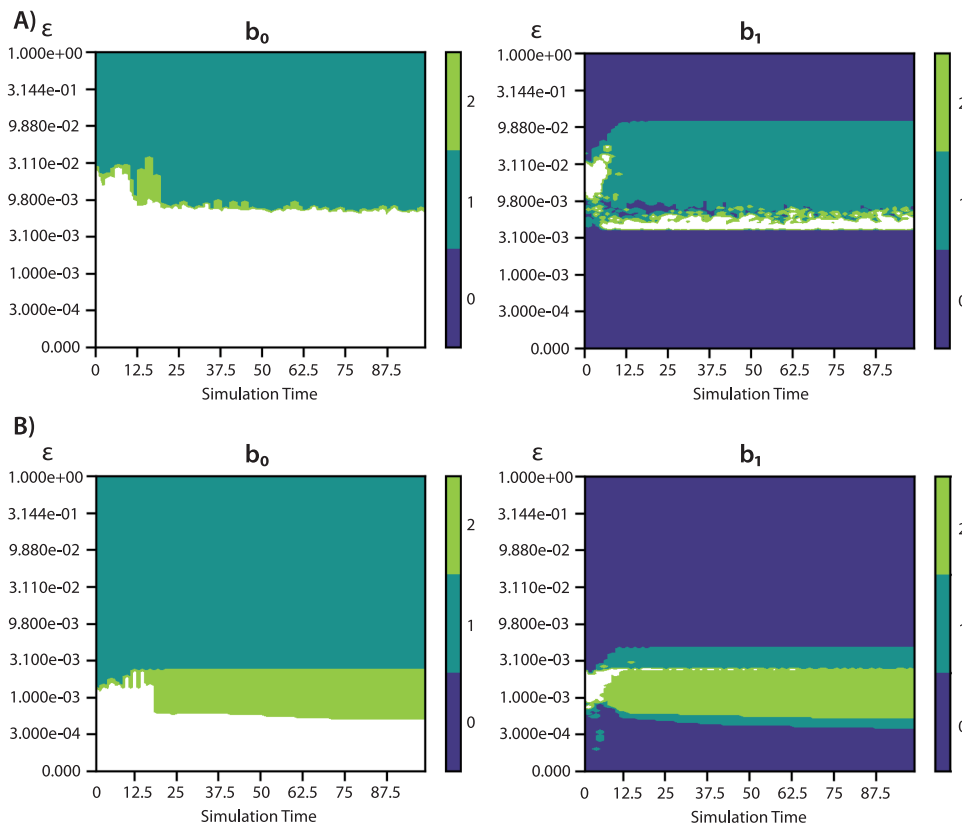 A)
ε
b₀
1.000e+00
3.144e-01
9.880e-02
3.110e-02
9.800e-03
3.100e-03
1.000e-03
3.000e-04
0.000
0 12.5 25 37.5 50 62.5 75 87.5
Simulation Time
2
1
0
ε
b₁
1.000e+00
3.144e-01
9.880e-02
3.110e-02
9.800e-03
3.100e-03
1.000e-03
3.000e-04
0.000
0 12.5 25 37.5 50 62.5 75 87.5
Simulation Time
2
1
0
B)
ε
b₀
1.000e+00
3.144e-01
9.880e-02
3.110e-02
9.800e-03
3.100e-03
1.000e-03
3.000e-04
0.000
0 12.5 25 37.5 50 62.5 75 87.5
Simulation Time
2
1
0
ε
b₁
1.000e+00
3.144e-01
9.880e-02
3.110e-02
9.800e-03
3.100e-03
1.000e-03
3.000e-04
0.000
0 12.5 25 37.5 50 62.5 75 87.5
Simulation Time
2
1
0